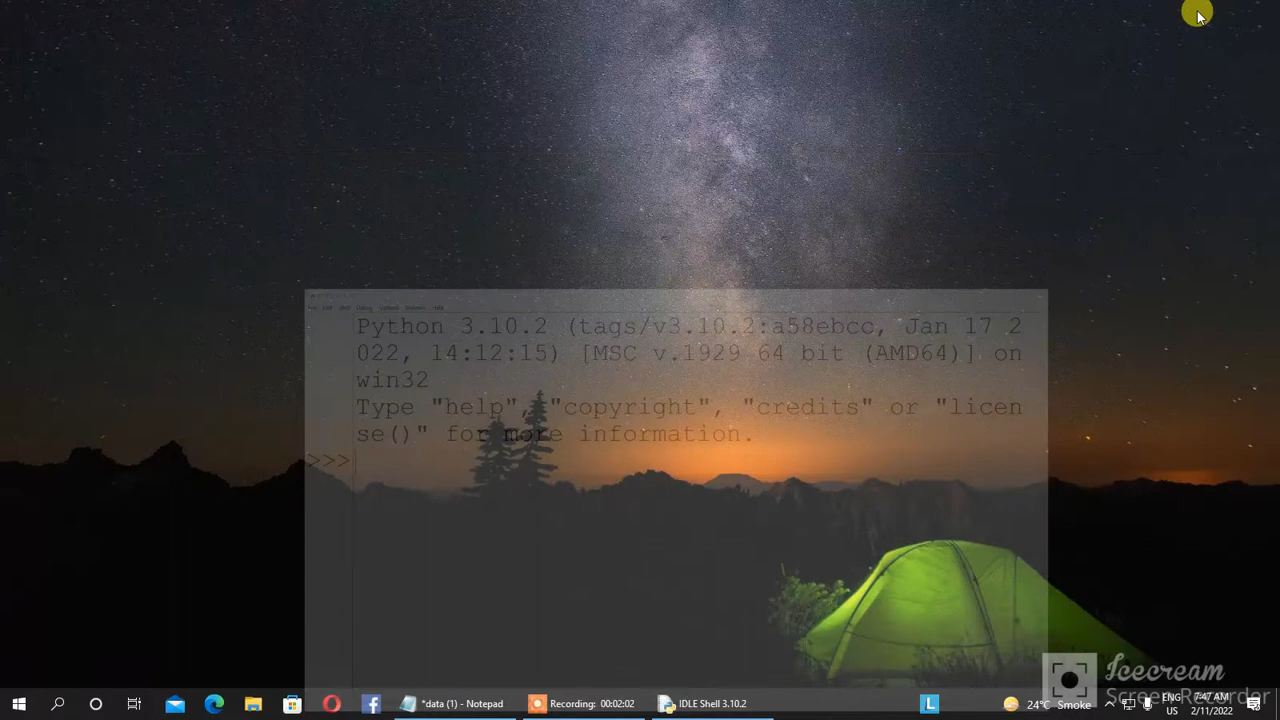 Python 3.10.2 (tags/v3.10.2:a58ebcc, Jan 17 2
022, 14:12:15) [MSC v.1929 64 bit (AMD64)] on
win32
Type "help", "copyright", "credits" or "licen
se()" for more information.
>>>
Icecream
Screen Recorder
*data (1) - Notepad
Recording: 00:02:02
IDLE Shell 3.10.2
L
24°C Smoke
ENG
US
7:47 AM
2/11/2022